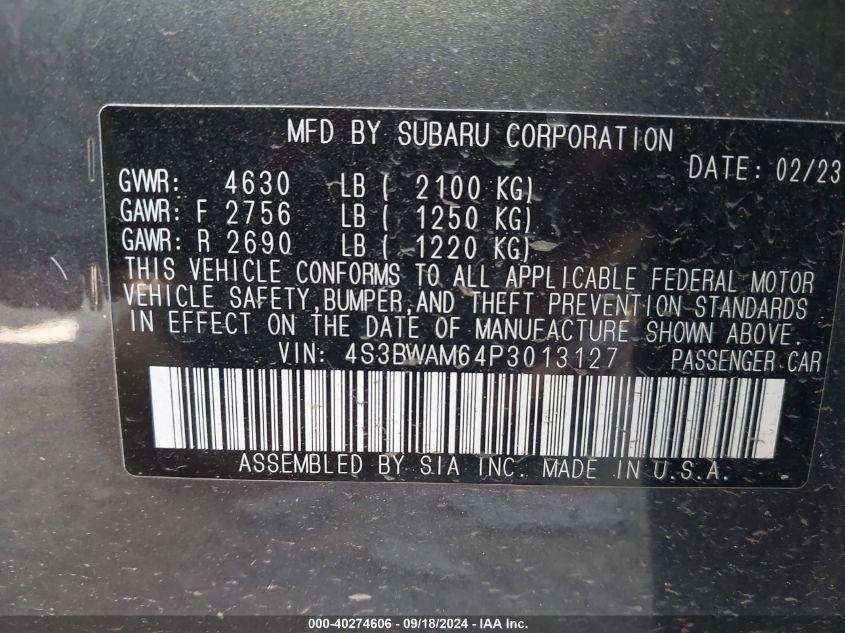 MFD BY SUBARU CORPORATION
DATE: 02/23
GVWR: 4630 LB ( 2100 KG)
GAWR: F 2756 LB ( 1250 KG)
GAWR: R 2690 LB ( 1220 KG)
THIS VEHICLE CONFORMS TO ALL APPLICABLE FEDERAL MOTOR
VEHICLE SAFETY, BUMPER, AND THEFT PREVENTION STANDARDS
IN EFFECT ON THE DATE OF MANUFACTURE SHOWN ABOVE.
VIN: 4S3BWAM64P3013127 PASSENGER CAR
ASSEMBLED BY S.I.A. INC. MADE IN U.S.A.
000-40274606 - 09/18/2024 - IAA Inc.